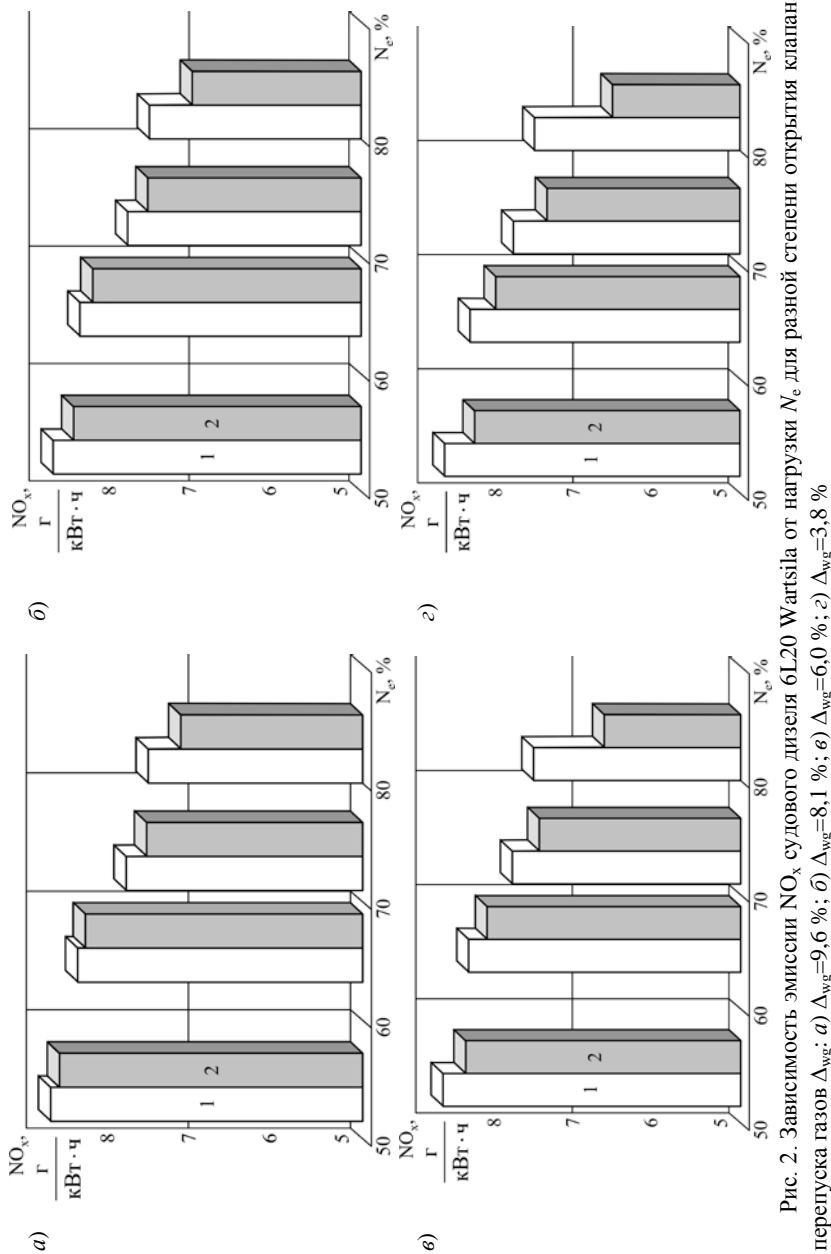 а)
NOₓ,
г
кВт · ч
8
7
6
5
1
2
50
60
70
80
Nₑ, %
б)
NOₓ,
г
кВт · ч
8
7
6
5
1
2
50
60
70
80
Nₑ, %
в)
NOₓ,
г
кВт · ч
8
7
6
5
1
2
50
60
70
80
Nₑ, %
г)
NOₓ,
г
кВт · ч
8
7
6
5
1
2
50
60
70
80
Nₑ, %
Рис. 2. Зависимость эмиссии NOₓ судового дизеля 6L20 Wartsila от нагрузки Nₑ для разной степени открытия клапан
перепуска газов Δwg: а) Δwg=9,6 %; б) Δwg=8,1 %; в) Δwg=6,0 %; г) Δwg=3,8 %